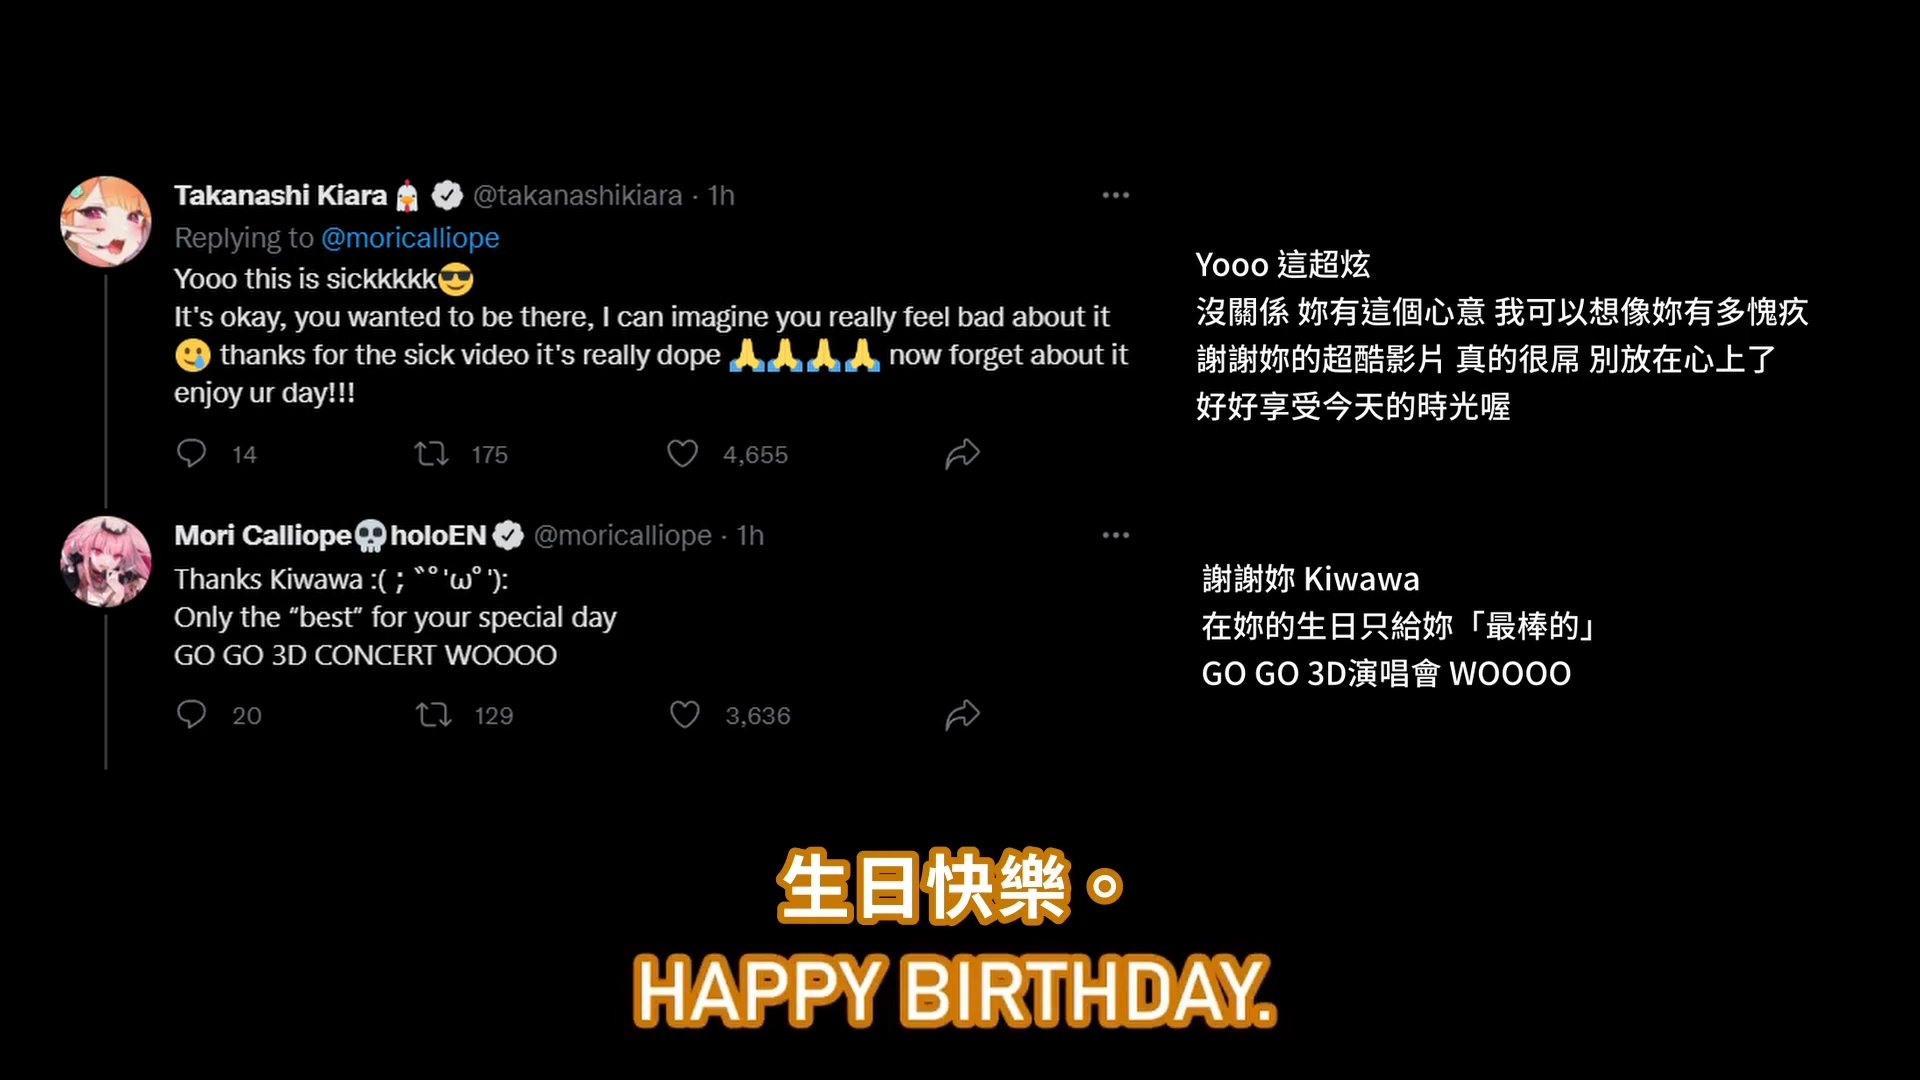 Takanashi Kiara🐔 @takanashikiara · 1h
Replying to @moricalliope
Yooo this is sickkkkk😎
It's okay, you wanted to be there, I can imagine you really feel bad about it
🥲 thanks for the sick video it's really dope 🙏🙏🙏🙏 now forget about it
enjoy ur day!!!
14 175 4,655
Yooo 這超炫
沒關係 妳有這個心意 我可以想像妳有多愧疚
謝謝妳的超酷影片 真的很屌 別放在心上了
好好享受今天的時光喔
Mori Calliope💀holoEN @moricalliope · 1h
Thanks Kiwawa :( ; ˘°'ω°'):
Only the “best” for your special day
GO GO 3D CONCERT WOOOO
20 129 3,636
謝謝妳 Kiwawa
在妳的生日只給妳「最棒的」
GO GO 3D演唱會 WOOOO
生日快樂。
HAPPY BIRTHDAY.